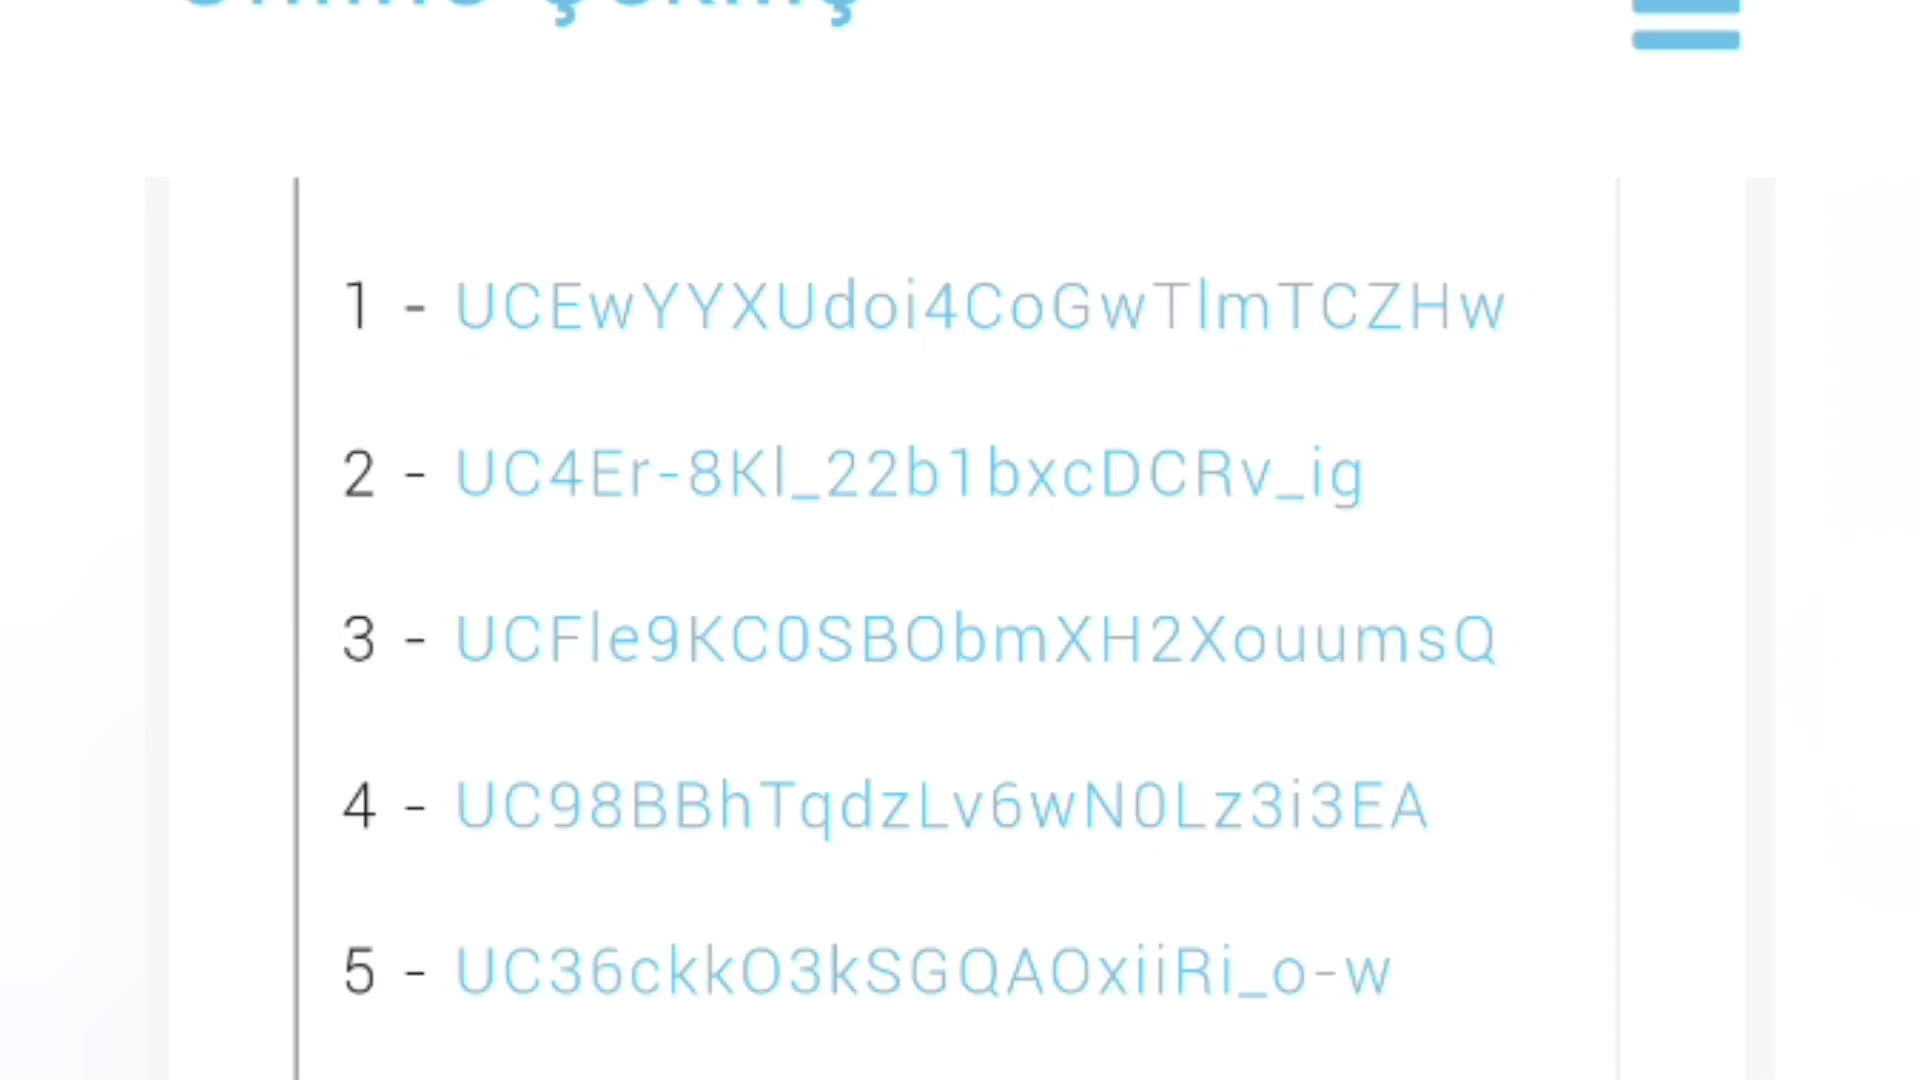 1 - UCEwYYXUdoi4CoGwTlmTCZHw
2 - UC4Er-8Kl_22b1bxcDCRv_ig
3 - UCFle9KC0SBObmXH2XouumsQ
4 - UC98BBhTqdzLv6wN0Lz3i3EA
5 - UC36ckkO3kSGQAOxiiRi_o-w